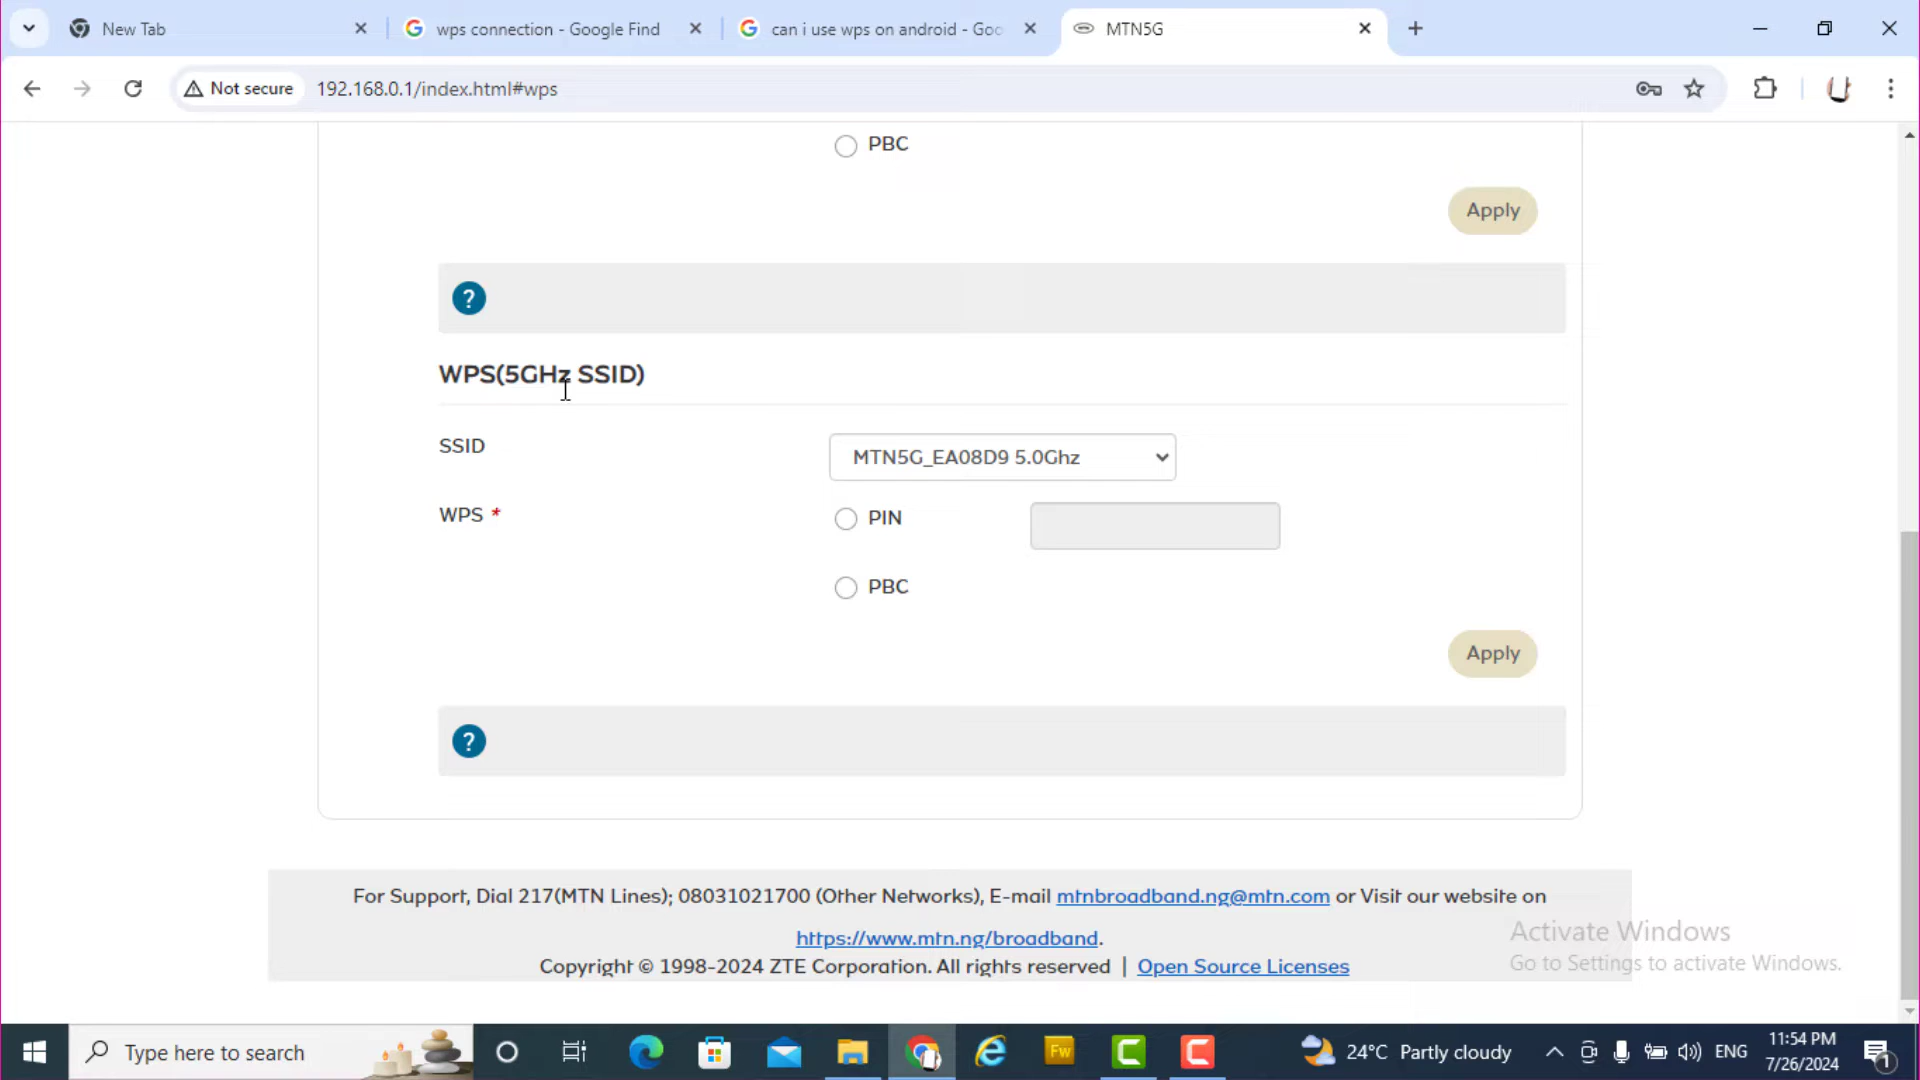 New Tab
wps connection - Google Find
can i use wps on android - Goo
MTN5G
Not secure
192.168.0.1/index.html#wps
PBC
Apply
?
WPS(5GHz SSID)
SSID
MTN5G_EA08D9 5.0Ghz
WPS *
PIN
PBC
Apply
?
For Support, Dial 217(MTN Lines); 08031021700 (Other Networks), E-mail mtnbroadband.ng@mtn.com or Visit our website on
https://www.mtn.ng/broadband.
Copyright © 1998-2024 ZTE Corporation. All rights reserved | Open Source Licenses
Activate Windows
Go to Settings to activate Windows.
Type here to search
Fw
24°C Partly cloudy
ENG
11:54 PM
7/26/2024
1